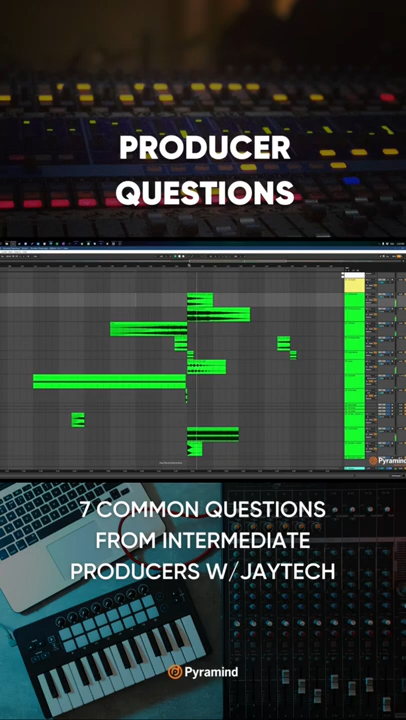 PRODUCER
QUESTIONS
Pyramind
7 COMMON QUESTIONS
FROM INTERMEDIATE
PRODUCERS W/JAYTECH
Pyramind